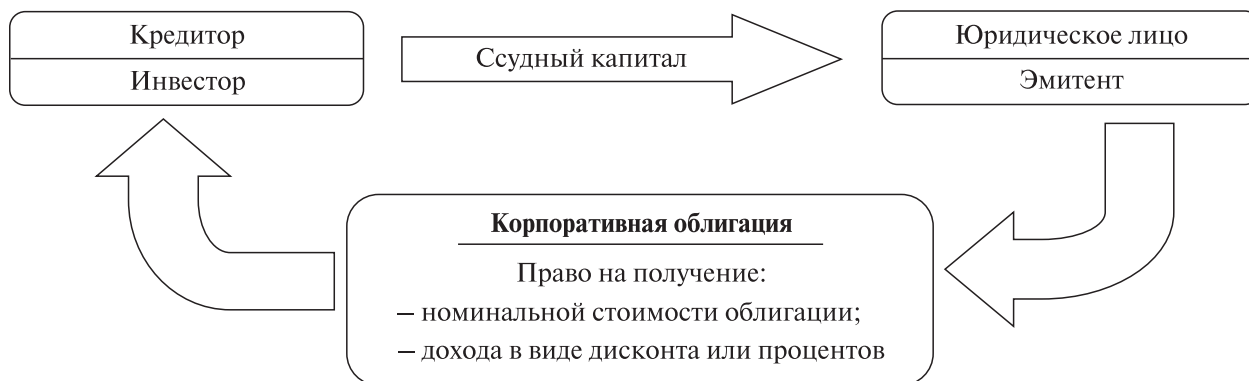 Кредитор
Инвестор
Ссудный капитал
Юридическое лицо
Эмитент
Корпоративная облигация
Право на получение:
– номинальной стоимости облигации;
– дохода в виде дисконта или процентов